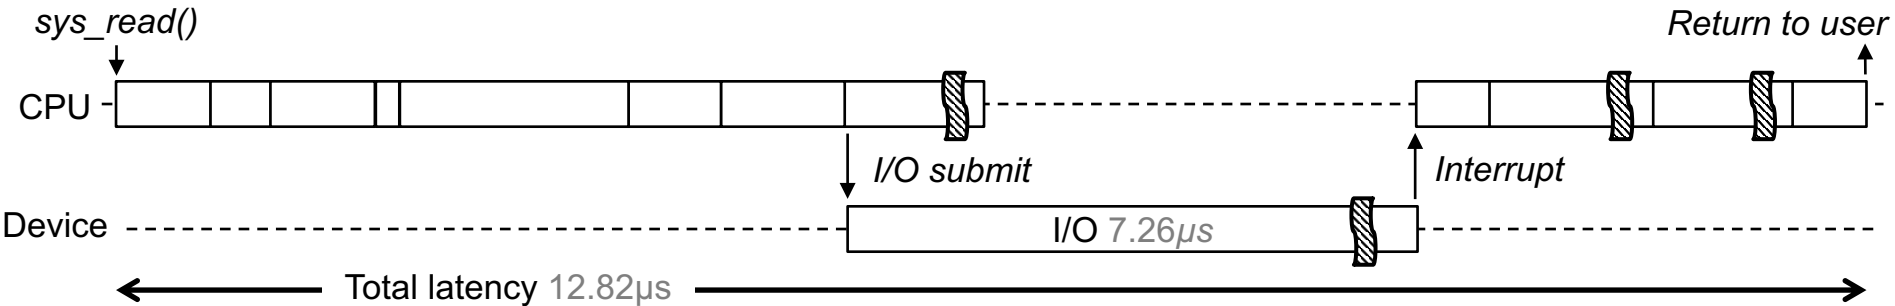 sys_read()
Return to user
CPU
I/O submit
Interrupt
Device
I/O 7.26µs
Total latency 12.82µs